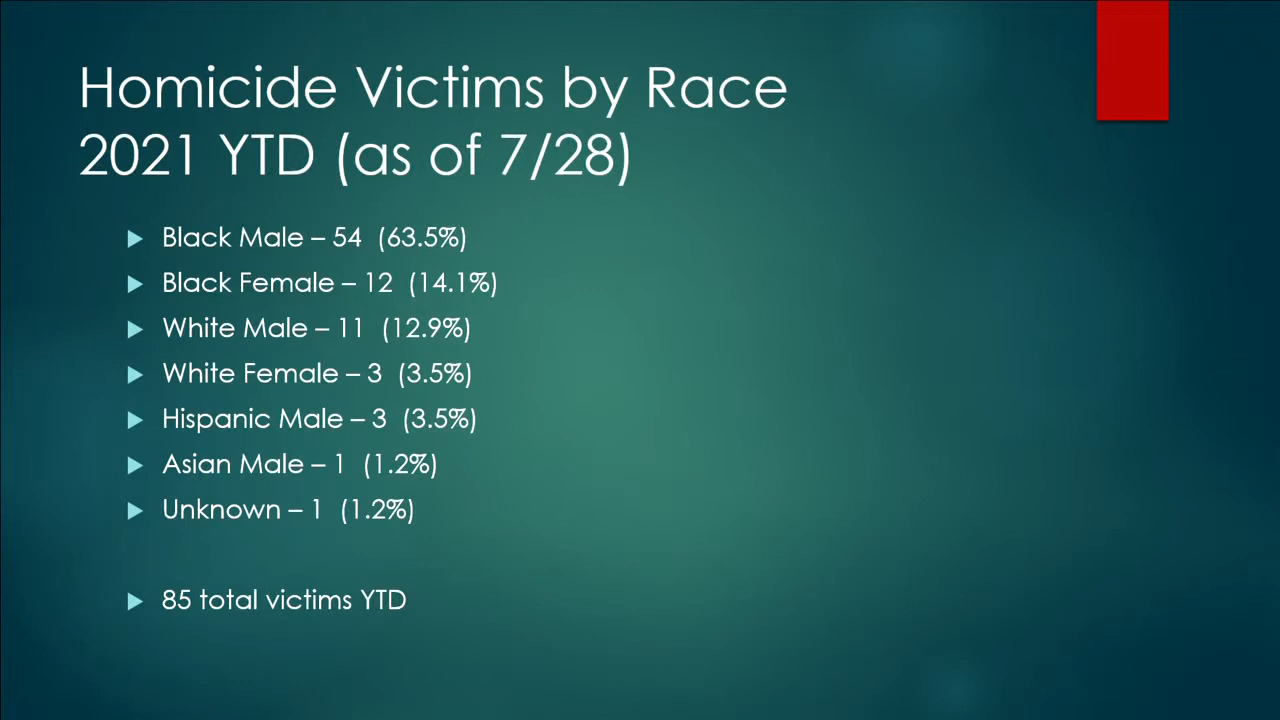 Homicide Victims by Race
2021 YTD (as of 7/28)
Black Male – 54 (63.5%)
Black Female – 12 (14.1%)
White Male – 11 (12.9%)
White Female – 3 (3.5%)
Hispanic Male – 3 (3.5%)
Asian Male – 1 (1.2%)
Unknown – 1 (1.2%)
85 total victims YTD